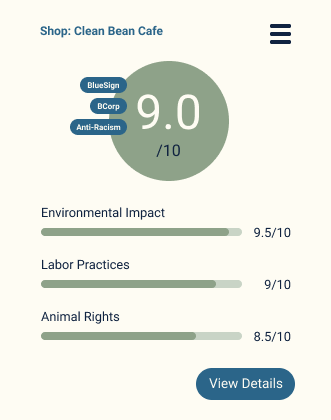 Shop: Clean Bean Cafe
BlueSign
BCorp
Anti-Racism
9.0
/10
Environmental Impact
9.5/10
Labor Practices
9/10
Animal Rights
8.5/10
View Details